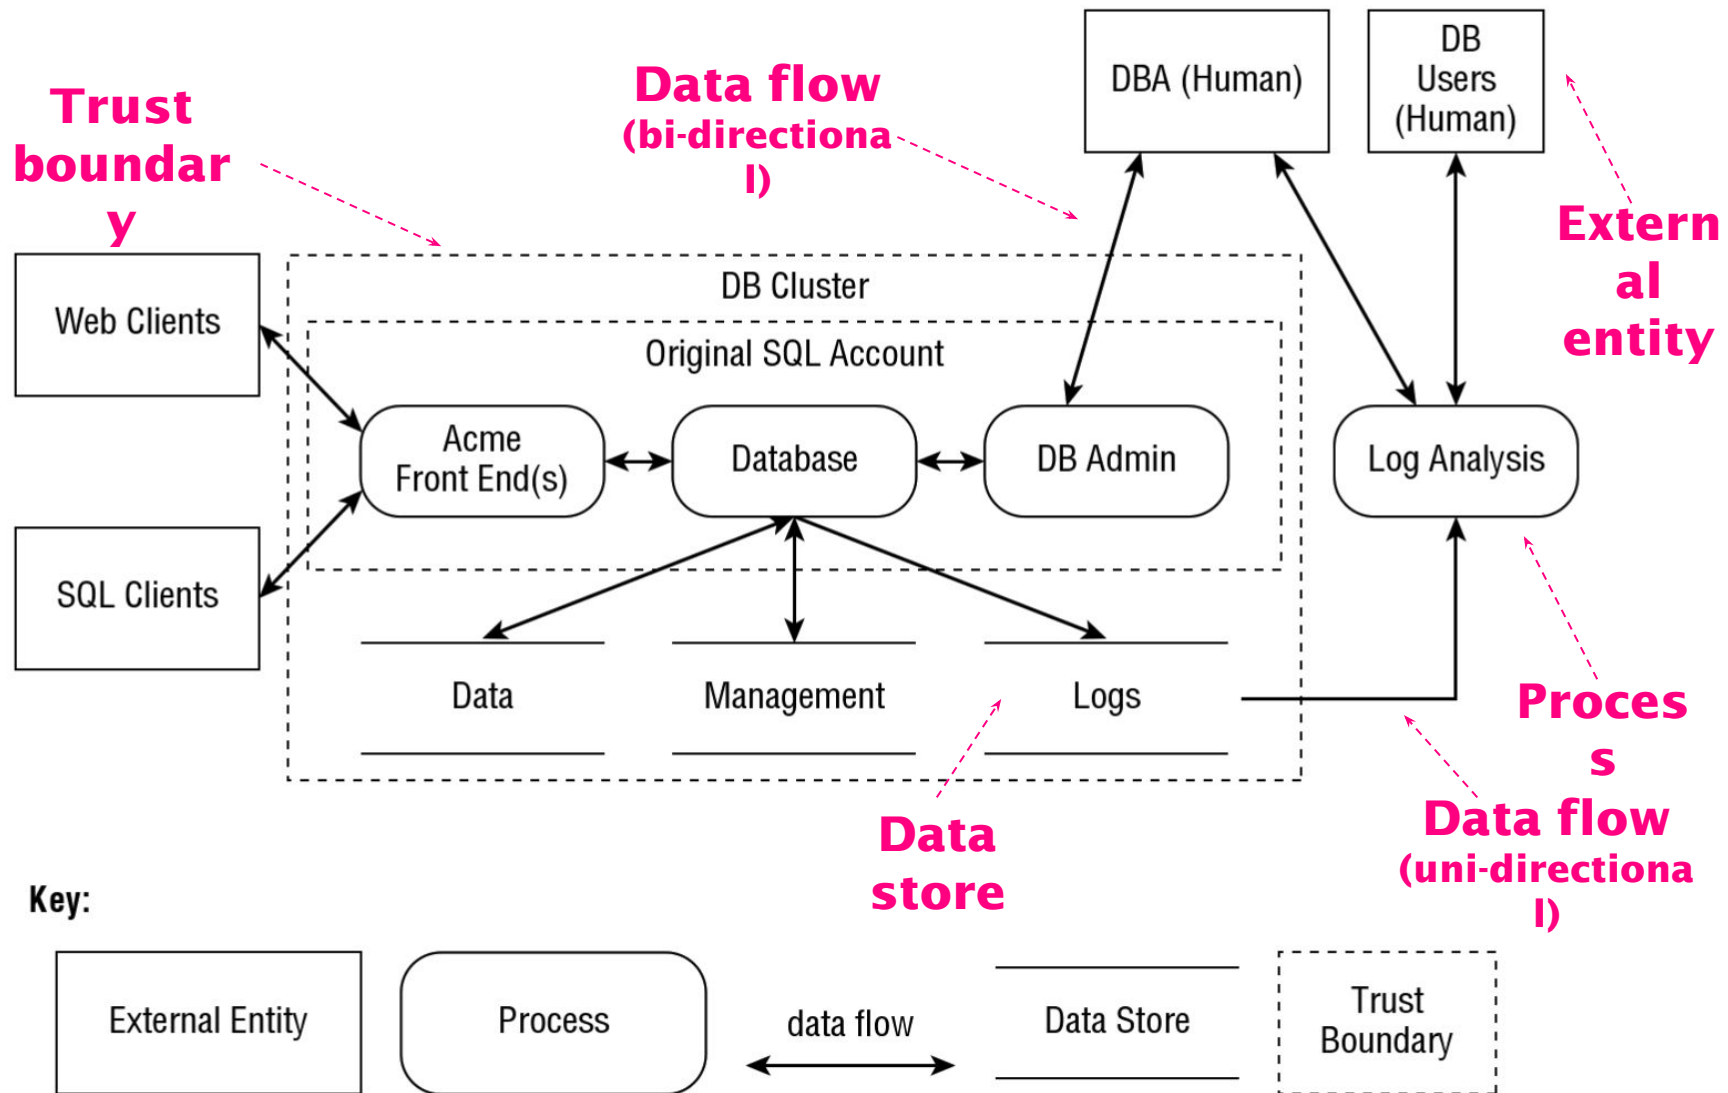 DBA (Human)
DB
Users
(Human)
Data flow
(bi-directiona
l)
Trust
boundar
y
Extern
al
entity
DB Cluster
Web Clients
Original SQL Account
Acme
Front End(s)
Database
DB Admin
Log Analysis
SQL Clients
Data
Management
Logs
Proces
s
Data flow
(uni-directiona
l)
Data
store
Key:
External Entity
Process
data flow
Data Store
Trust
Boundary